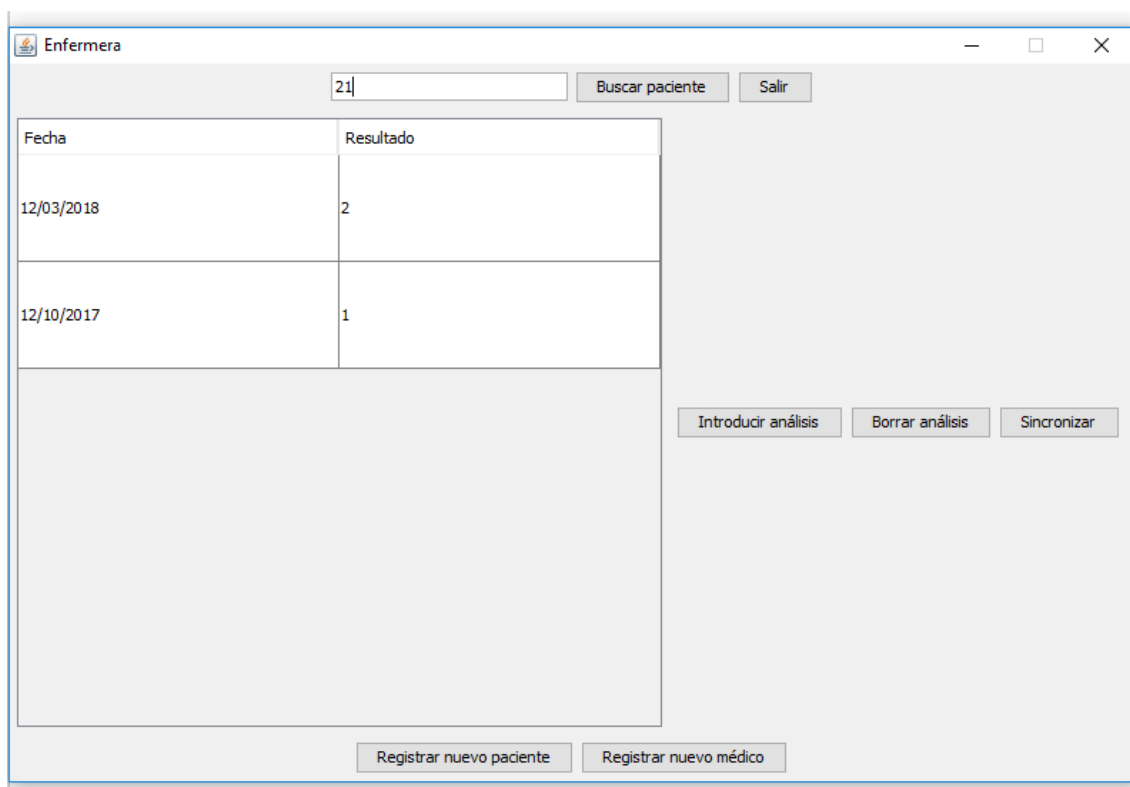 Enfermera
21 Buscar paciente Salir
Fecha Resultado
12/03/2018 2
12/10/2017 1
Introducir análisis Borrar análisis Sincronizar
Registrar nuevo paciente Registrar nuevo médico